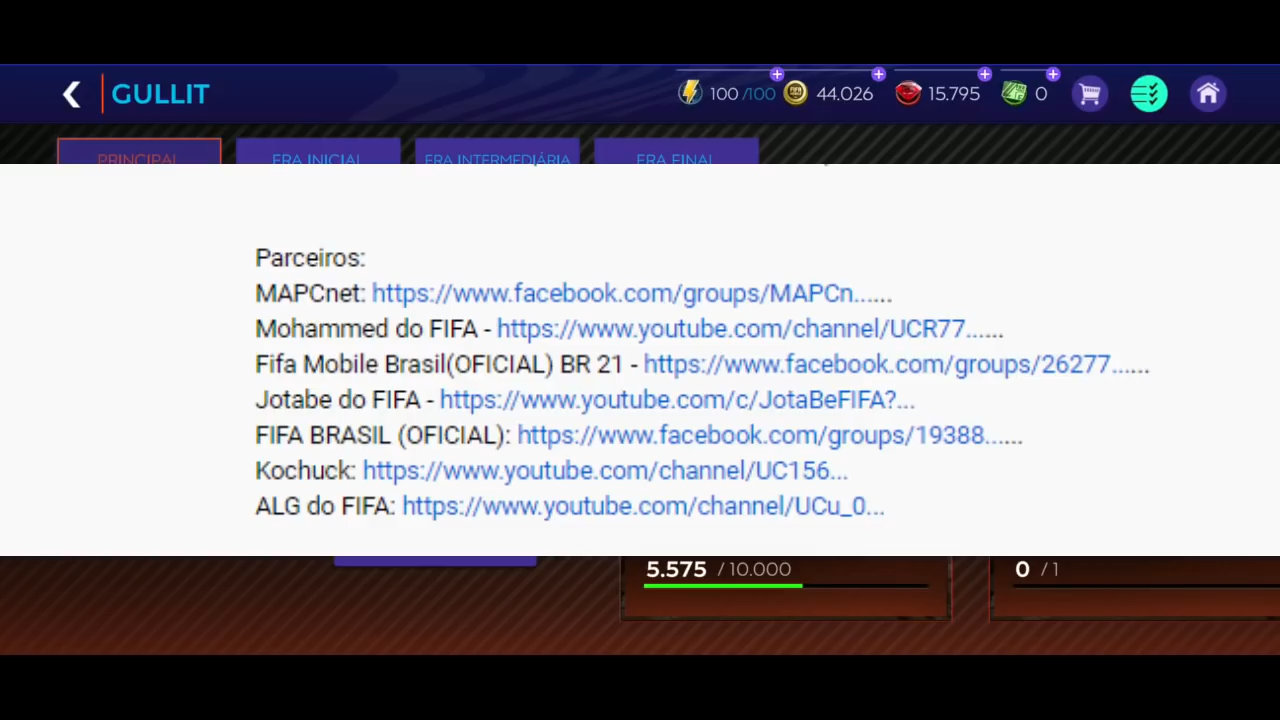 GULLIT
100 /100
44.026
15.795
0
PRINCIPAL
ERA INICIAL
ERA INTERMEDIÁRIA
ERA FINAL
Parceiros:
MAPCnet: https://www.facebook.com/groups/MAPCn......
Mohammed do FIFA - https://www.youtube.com/channel/UCR77......
Fifa Mobile Brasil(OFICIAL) BR 21 - https://www.facebook.com/groups/26277......
Jotabe do FIFA - https://www.youtube.com/c/JotaBeFIFA?...
FIFA BRASIL (OFICIAL): https://www.facebook.com/groups/19388......
Kochuck: https://www.youtube.com/channel/UC156...
ALG do FIFA: https://www.youtube.com/channel/UCu_0...
5.575 / 10.000
0 / 1